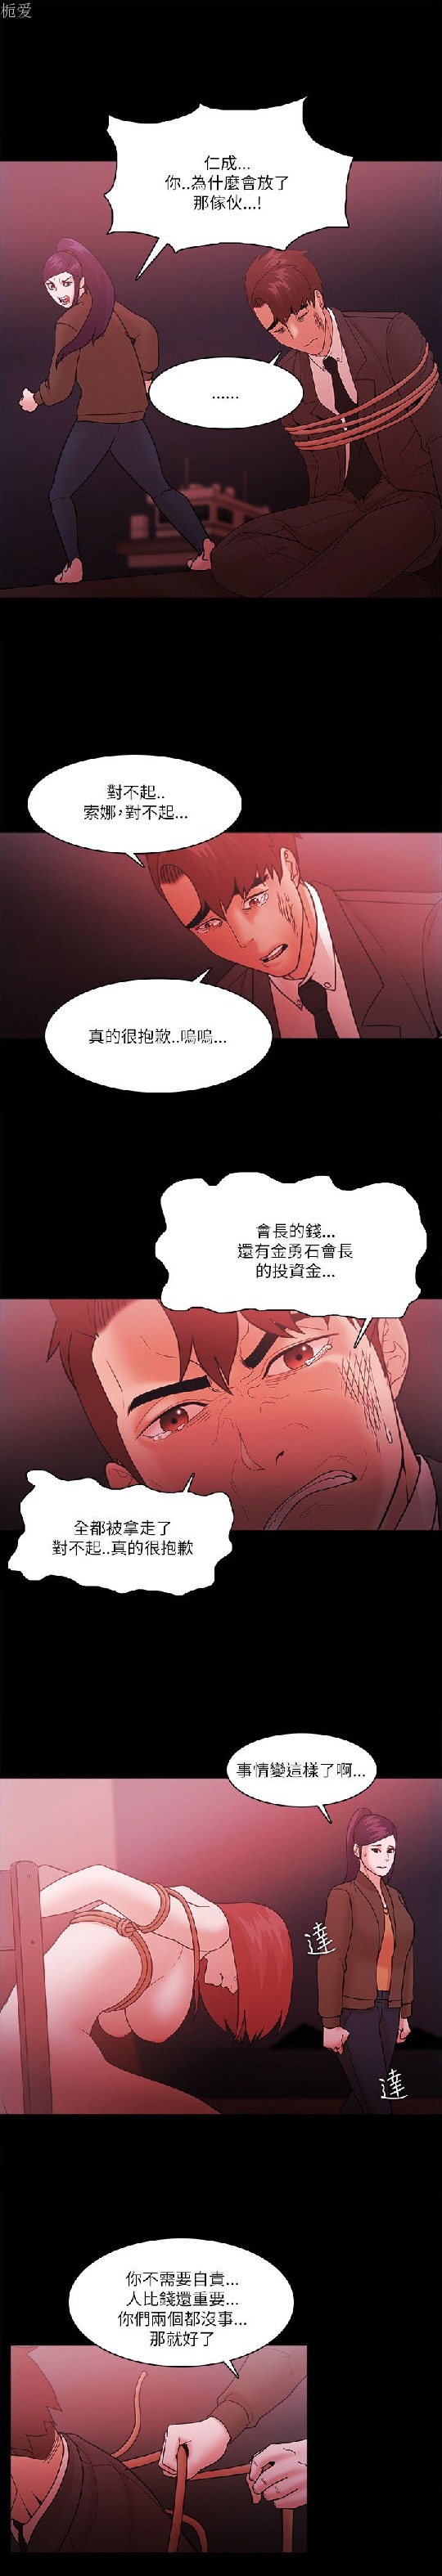 栀爱
仁成...
你..為什麼會放了
那傢伙...!
......
對不起..
索娜,對不起...
真的很抱歉..嗚嗚...
會長的錢...
還有金勇石會長
的投資金...
全都被拿走了
對不起..真的很抱歉
事情變這樣了啊...
達
達
你不需要自責...
人比錢還重要...
你們兩個都沒事...
那就好了